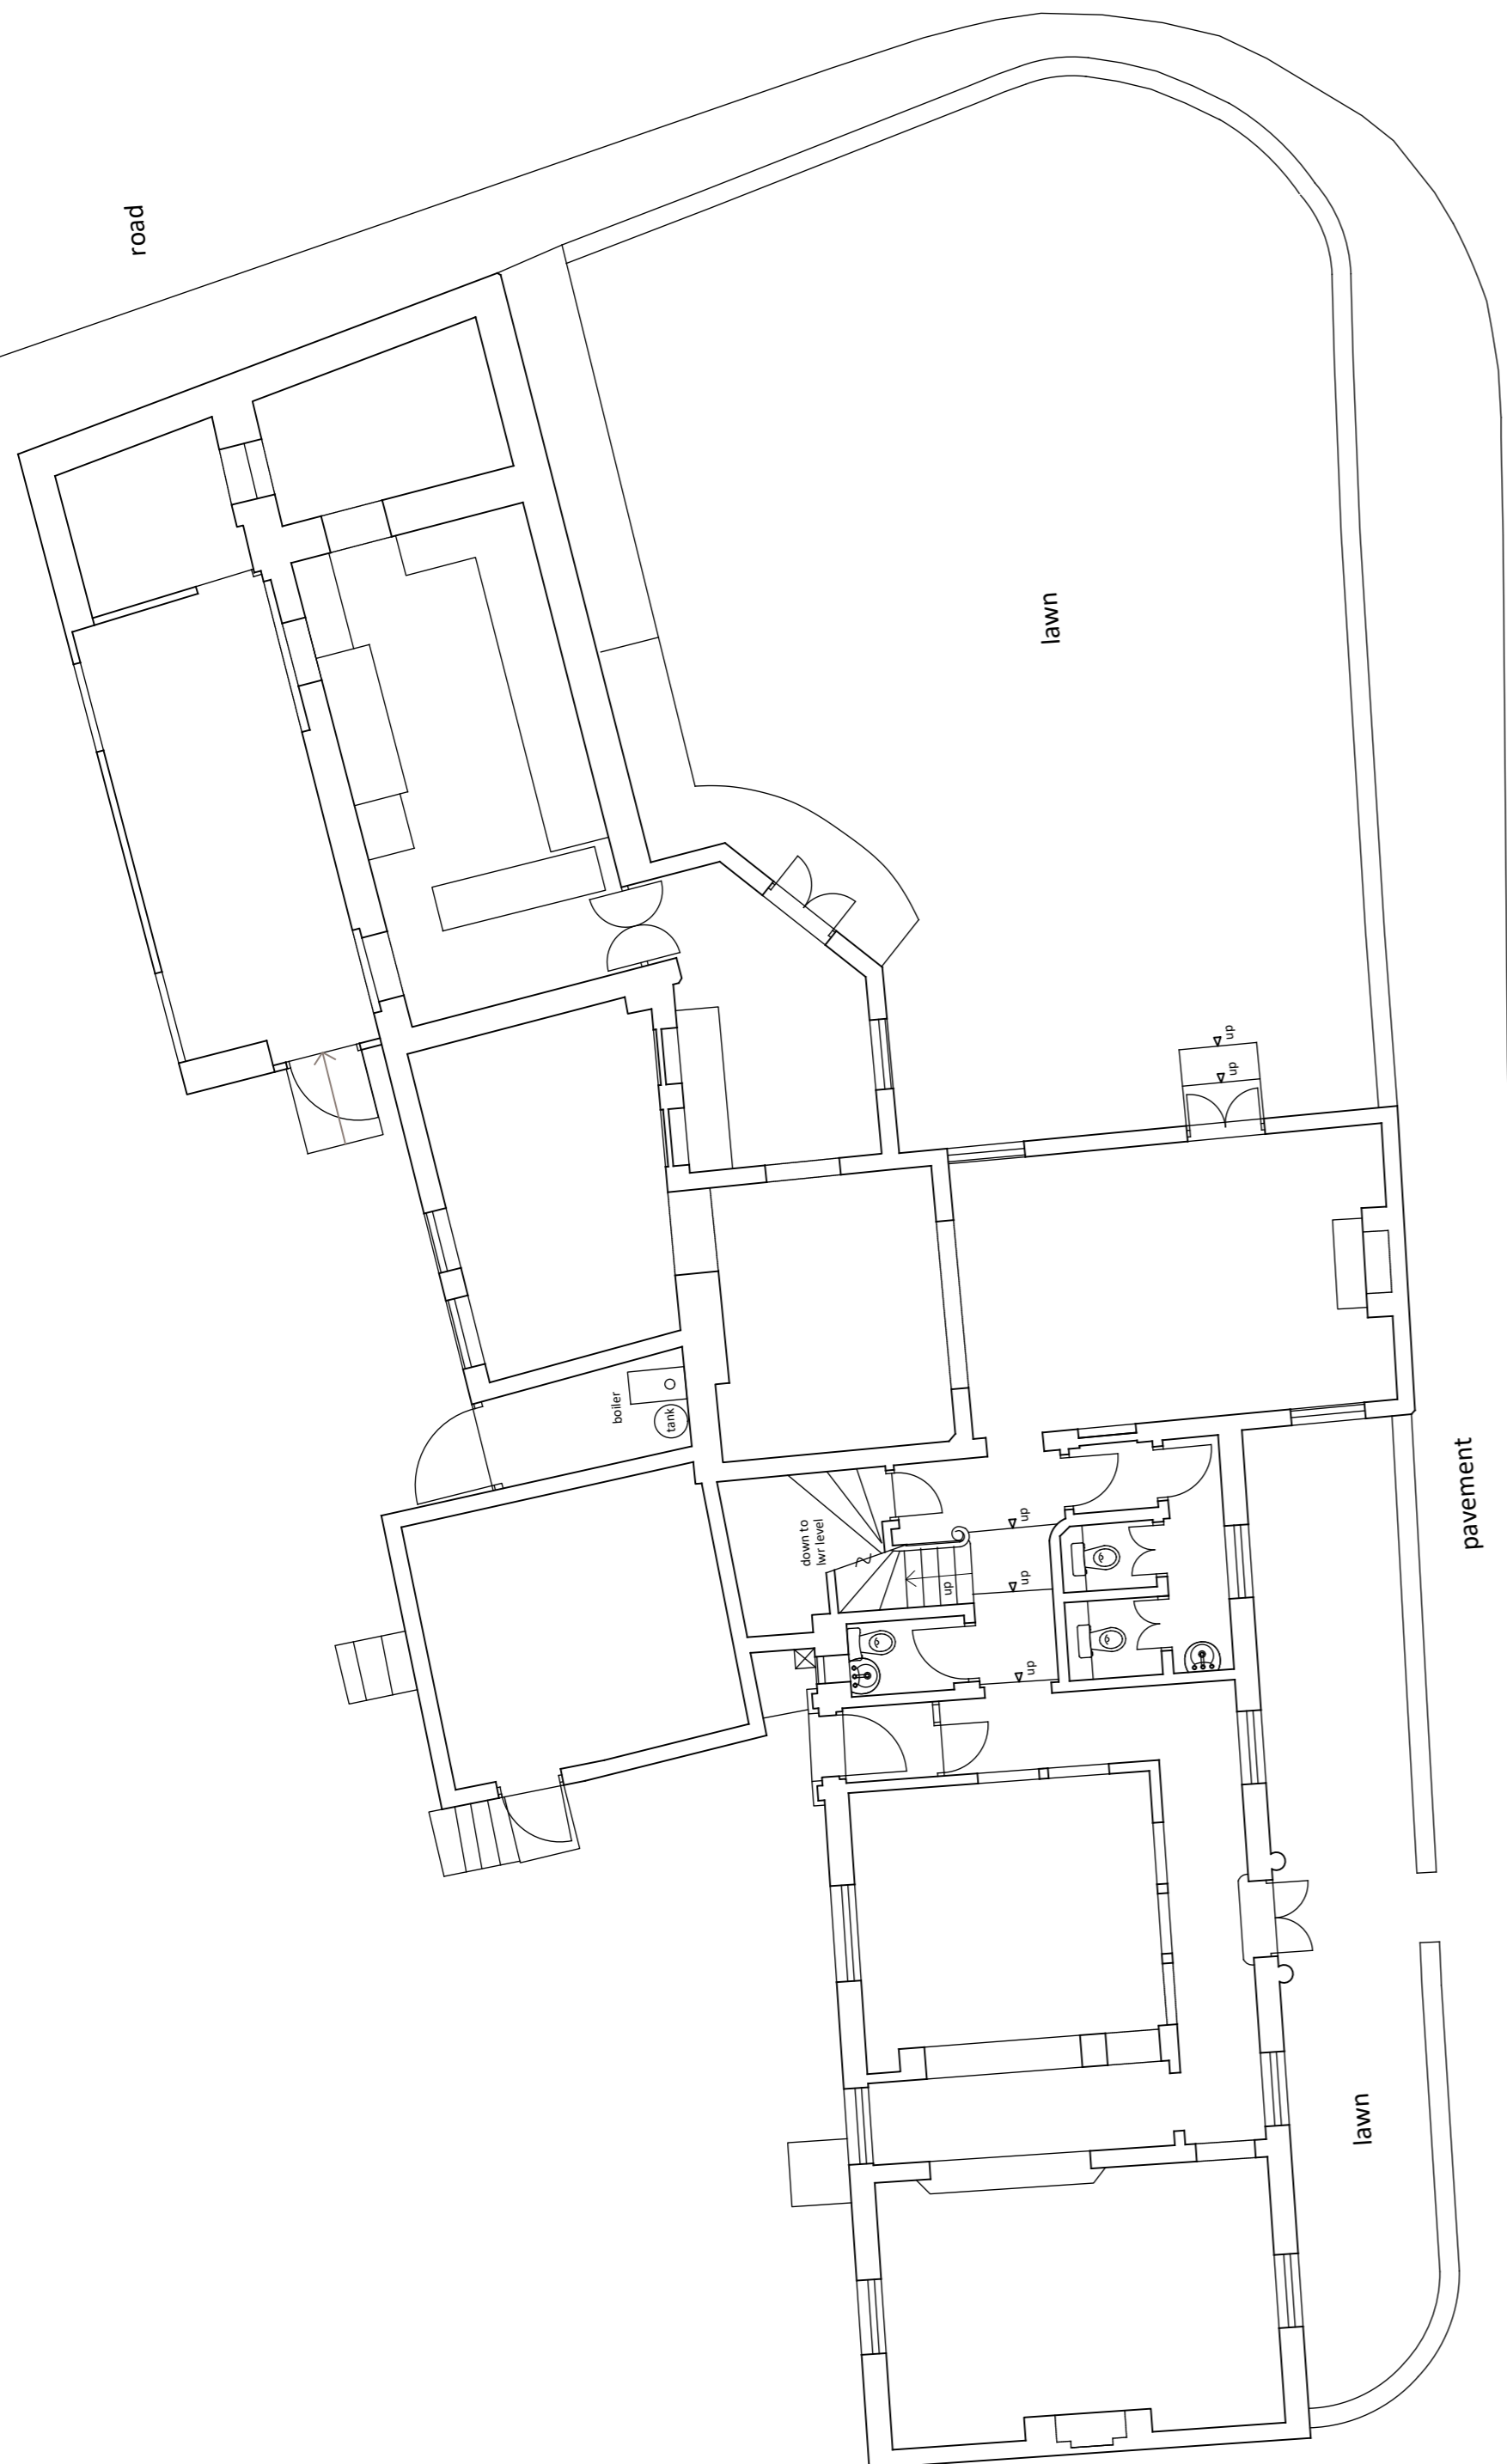 road
lawn
up
up
boiler
tank
down to
lwr level
up
up
up
up
pavement
lawn